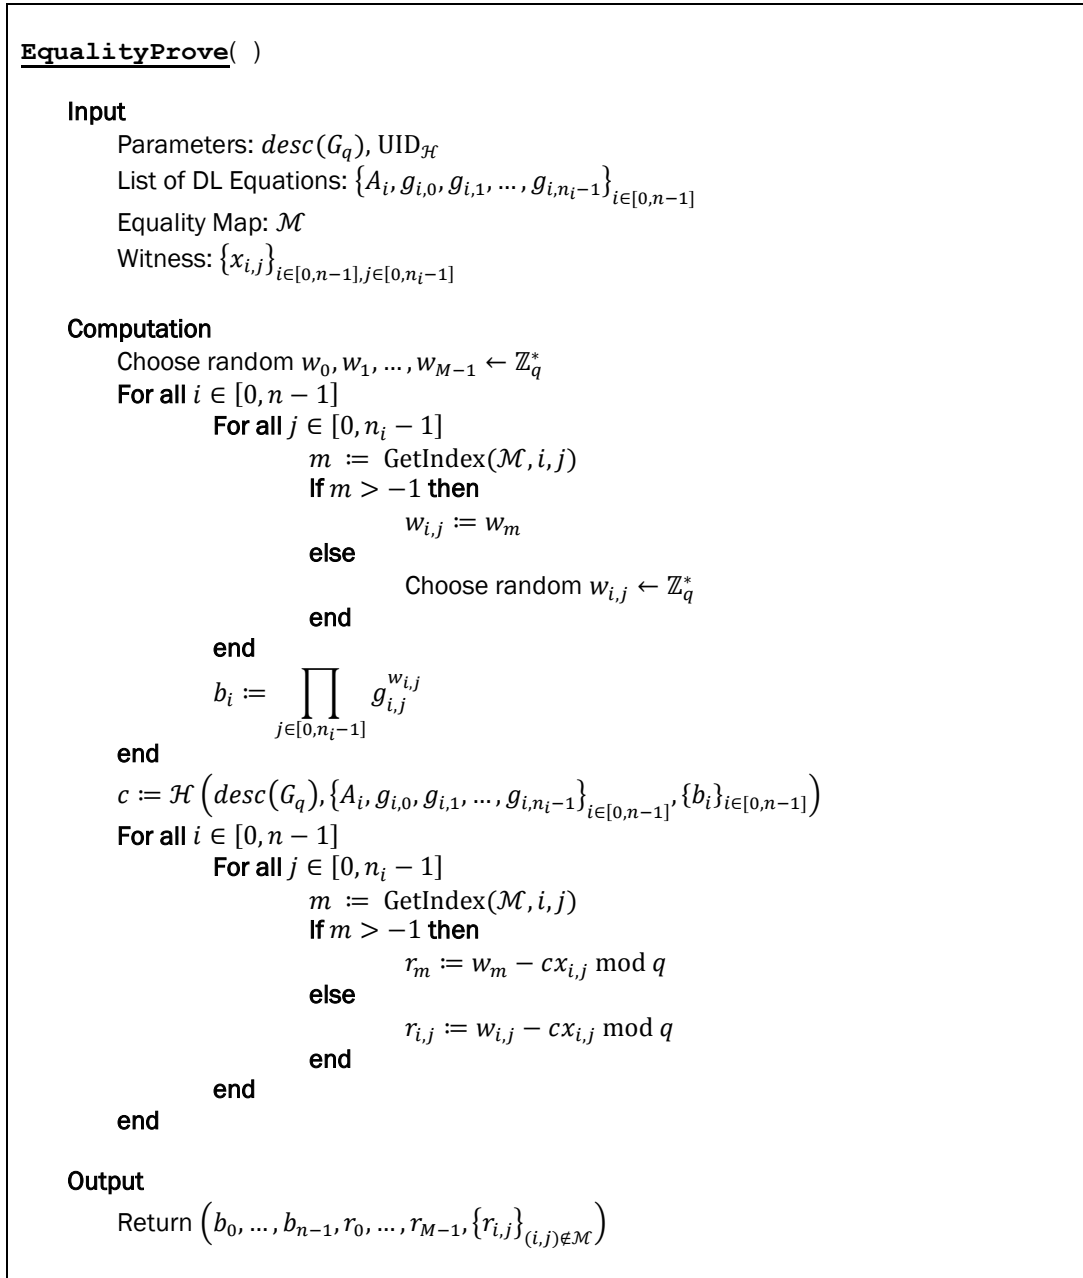 EqualityProve( )
Input
Parameters: desc(G_q), UID_ℋ
List of DL Equations: {A_i, g_{i,0}, g_{i,1}, … , g_{i,n_i−1}}_{i∈[0,n−1]}
Equality Map: ℳ
Witness: {x_{i,j}}_{i∈[0,n−1],j∈[0,n_i−1]}
Computation
Choose random w_0, w_1, … , w_{M−1} ← ℤ_q^*
For all i ∈ [0, n − 1]
For all j ∈ [0, n_i − 1]
m ≔ GetIndex(ℳ, i, j)
If m > −1 then
w_{i,j} ≔ w_m
else
Choose random w_{i,j} ← ℤ_q^*
end
end
b_i ≔ ∏_{j∈[0,n_i−1]} g_{i,j}^{w_{i,j}}
end
c ≔ ℋ(desc(G_q), {A_i, g_{i,0}, g_{i,1}, … , g_{i,n_i−1}}_{i∈[0,n−1]}, {b_i}_{i∈[0,n−1]})
For all i ∈ [0, n − 1]
For all j ∈ [0, n_i − 1]
m ≔ GetIndex(ℳ, i, j)
If m > −1 then
r_m ≔ w_m − cx_{i,j} mod q
else
r_{i,j} ≔ w_{i,j} − cx_{i,j} mod q
end
end
end
Output
Return (b_0, … , b_{n−1}, r_0, … , r_{M−1}, {r_{i,j}}_{(i,j)∉ℳ})